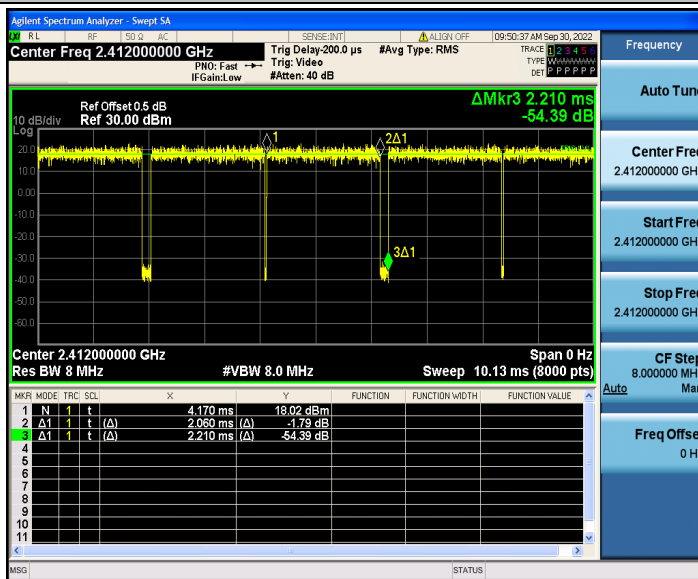 Agilent Spectrum Analyzer - Swept SA
RL RF 50 Ω AC SENSE:INT ALIGN OFF 09:50:37 AM Sep 30, 2022
Center Freq 2.412000000 GHz
PNO: Fast
IFGain:Low
Trig Delay-200.0 µs
Trig: Video
#Atten: 40 dB
#Avg Type: RMS
TRACE 1 2 3 4 5 6
TYPE W
DET P P P P P P
Ref Offset 0.5 dB
10 dB/div Ref 30.00 dBm
Log
ΔMkr3 2.210 ms
-54.39 dB
20.0
10.0
0.00
-10.0
-20.0
-30.0
-40.0
-50.0
-60.0
1
2Δ1
3Δ1
Center 2.412000000 GHz Span 0 Hz
Res BW 8 MHz #VBW 8.0 MHz Sweep 10.13 ms (8000 pts)
MKR MODE TRC SCL X Y FUNCTION FUNCTION WIDTH FUNCTION VALUE
1 N 1 t 4.170 ms 18.02 dBm
2 Δ1 1 t (Δ) 2.060 ms (Δ) -1.79 dB
3 Δ1 1 t (Δ) 2.210 ms (Δ) -54.39 dB
4
5
6
7
8
9
10
11
MSG STATUS
Frequency
Auto Tun
Center Fre
2.412000000 GH
Start Fre
2.412000000 GH
Stop Fre
2.412000000 GH
CF Step
8.000000 MH
Auto Ma
Freq Offse
0 H